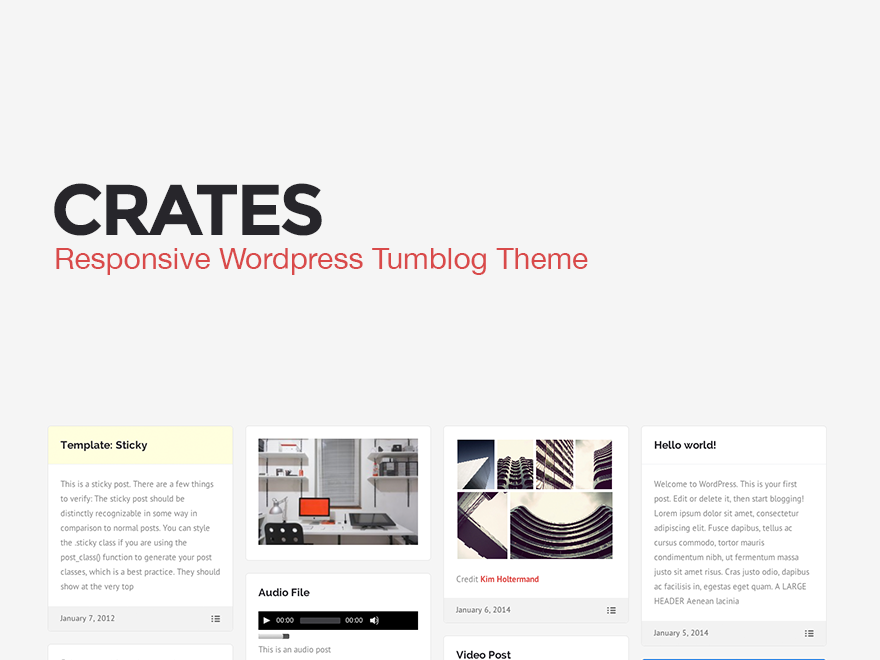 CRATES
Responsive Wordpress Tumblog Theme
Template: Sticky
This is a sticky post. There are a few things
to verify: The sticky post should be
distinctly recognizable in some way in
comparison to normal posts. You can style
the .sticky class if you are using the
post_class() function to generate your post
classes, which is a best practice. They should
show at the very top
January 7, 2012
Audio File
00:00
00:00
This is an audio post
Credit Kim Holtermand
January 6, 2014
Video Post
Hello world!
Welcome to WordPress. This is your first
post. Edit or delete it, then start blogging!
Lorem ipsum dolor sit amet, consectetur
adipiscing elit. Fusce dapibus, tellus ac
cursus commodo, tortor mauris
condimentum nibh, ut fermentum massa
justo sit amet risus. Cras justo odio, dapibus
ac facilisis in, egestas eget quam. A LARGE
HEADER Aenean lacinia
January 5, 2014